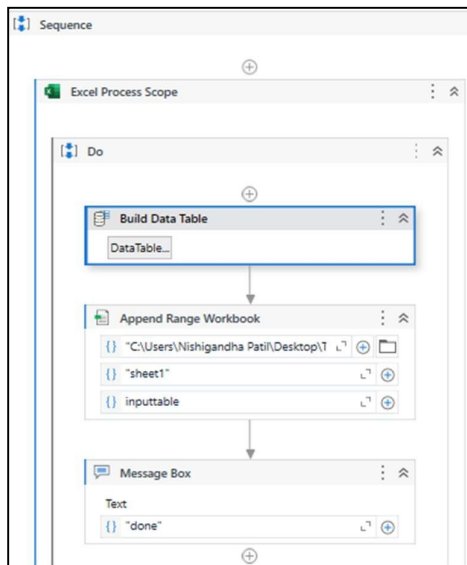 Sequence
Excel Process Scope
Do
Build Data Table
DataTable...
Append Range Workbook
{} "C:\Users\Nishigandha Patil\Desktop\T
{} "sheet1"
{} inputtable
Message Box
Text
{} "done"